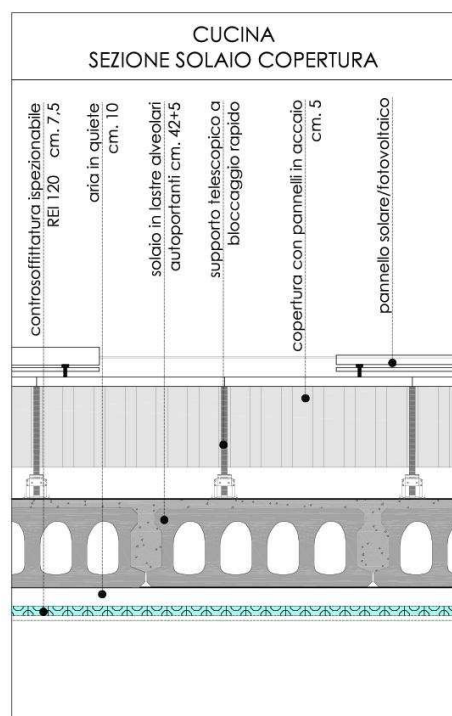 CUCINA
SEZIONE SOLAIO COPERTURA
controsoffittatura ispezionabile
REI 120 cm. 7,5
aria in quiete
cm. 10
solaio in lastre alveolari
autoportanti cm. 42+5
supporto telescopico a
bloccaggio rapido
copertura con pannelli in accaio
cm. 5
pannello solare/fotovoltaico